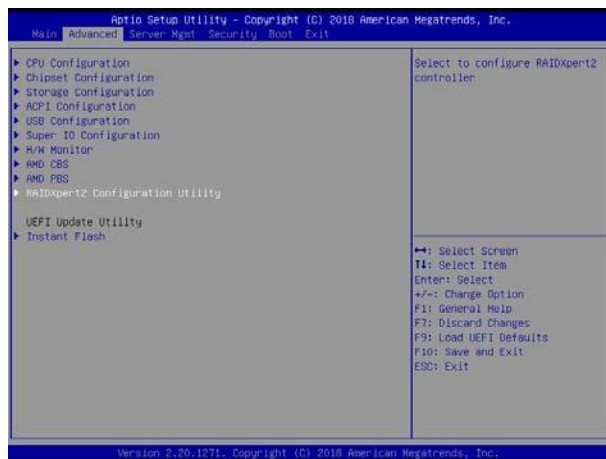 Aptio Setup Utility – Copyright (C) 2018 American Megatrends, Inc.
Main Advanced Server Mgmt Security Boot Exit
CPU Configuration
Chipset Configuration
Storage Configuration
ACPI Configuration
USB Configuration
Super IO Configuration
H/W Monitor
AMD CBS
AMD PBS
RAIDXpert2 Configuration Utility
UEFI Update Utility
Instant Flash
Select to configure RAIDXpert2
controller
↔: Select Screen
↑↓: Select Item
Enter: Select
+/-: Change Option
F1: General Help
F7: Discard Changes
F9: Load UEFI Defaults
F10: Save and Exit
ESC: Exit
Version 2.20.1271. Copyright (C) 2018 American Megatrends, Inc.